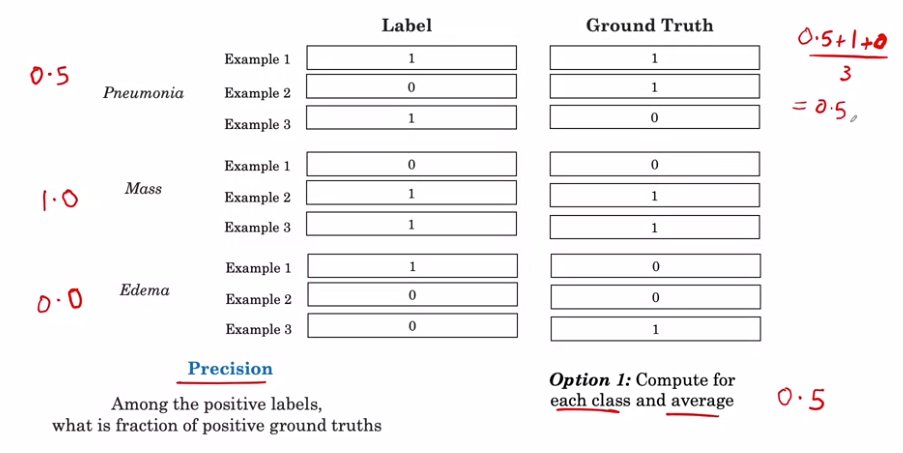 Label Ground Truth
0.5+1+0
3
= 0.5
0.5
Pneumonia
Example 1 1 1
Example 2 0 1
Example 3 1 0
1.0
Mass
Example 1 0 0
Example 2 1 1
Example 3 1 1
0.0
Edema
Example 1 1 0
Example 2 0 0
Example 3 0 1
Precision
Among the positive labels,
what is fraction of positive ground truths
Option 1: Compute for
each class and average
0.5